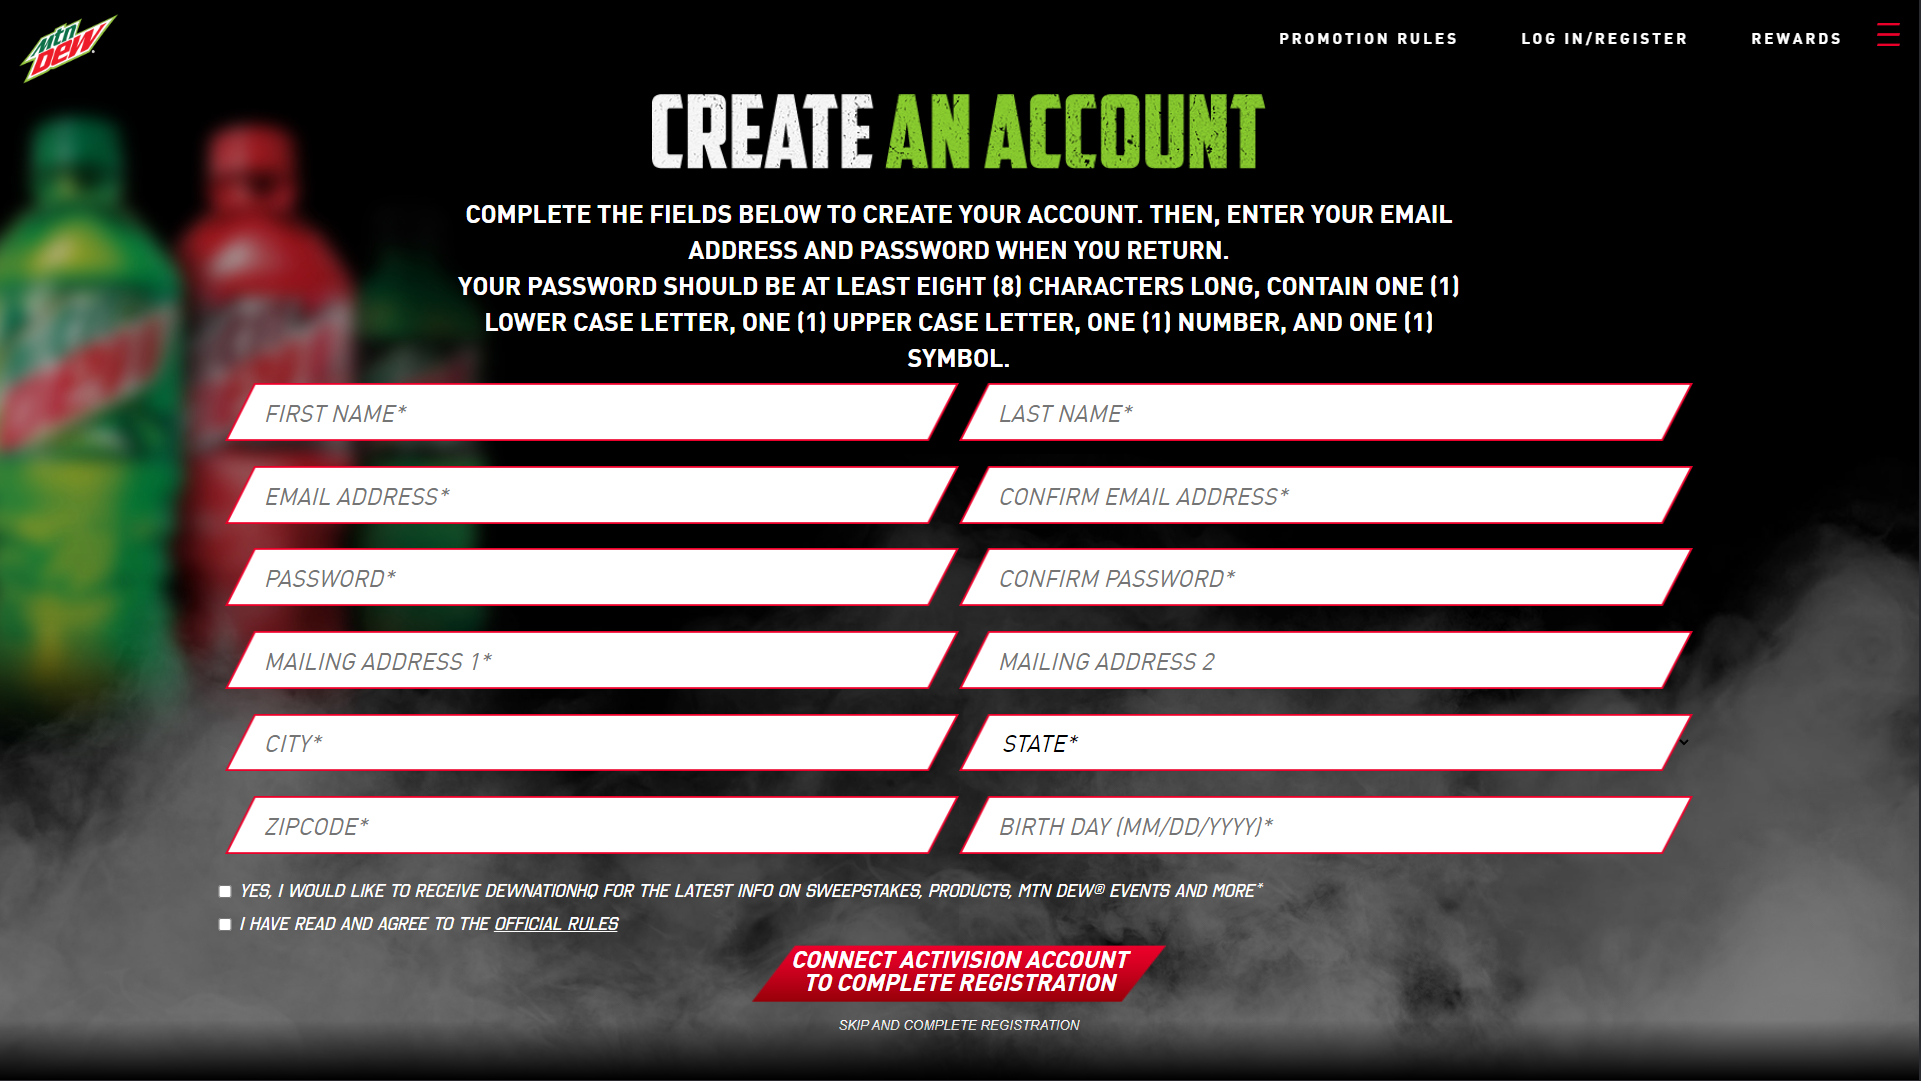 mtn
DEW
PROMOTION RULES
LOG IN/REGISTER
REWARDS
CREATE AN ACCOUNT
COMPLETE THE FIELDS BELOW TO CREATE YOUR ACCOUNT. THEN, ENTER YOUR EMAIL
ADDRESS AND PASSWORD WHEN YOU RETURN.
YOUR PASSWORD SHOULD BE AT LEAST EIGHT (8) CHARACTERS LONG, CONTAIN ONE (1)
LOWER CASE LETTER, ONE (1) UPPER CASE LETTER, ONE (1) NUMBER, AND ONE (1)
SYMBOL.
FIRST NAME*
LAST NAME*
EMAIL ADDRESS*
CONFIRM EMAIL ADDRESS*
PASSWORD*
CONFIRM PASSWORD*
MAILING ADDRESS 1*
MAILING ADDRESS 2
CITY*
STATE*
ZIPCODE*
BIRTH DAY (MM/DD/YYYY)*
YES, I WOULD LIKE TO RECEIVE DEWNATIONHQ FOR THE LATEST INFO ON SWEEPSTAKES, PRODUCTS, MTN DEW® EVENTS AND MORE*
I HAVE READ AND AGREE TO THE OFFICIAL RULES
CONNECT ACTIVISION ACCOUNT
TO COMPLETE REGISTRATION
SKIP AND COMPLETE REGISTRATION